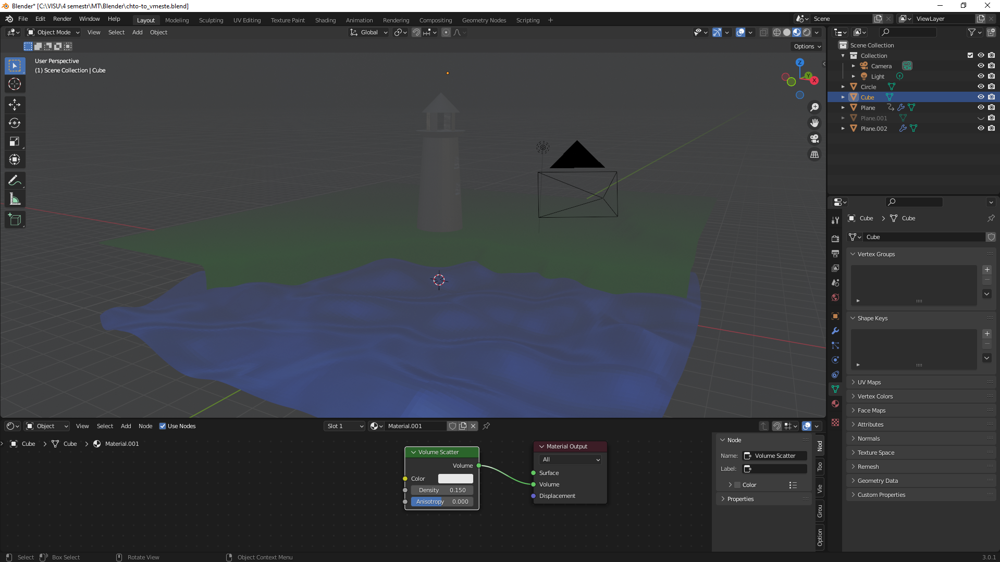 Blender* [C:\VISU\4 semestr\MT\Blender\chto-to_vmeste.blend]
File Edit Render Window Help Layout Modeling Sculpting UV Editing Texture Paint Shading Animation Rendering Compositing Geometry Nodes Scripting + Scene ViewLayer
Object Mode View Select Add Object Global
Options
User Perspective
(1) Scene Collection | Cube
Z
Y
X
Scene Collection
Collection
Camera
Light
Circle
Cube
Plane
Plane.001
Plane.002
Cube > Cube
Cube
Vertex Groups
Shape Keys
UV Maps
Vertex Colors
Face Maps
Attributes
Normals
Texture Space
Remesh
Geometry Data
Custom Properties
Object View Select Add Node Use Nodes Slot 1 Material.001
Cube > Cube > Material.001
Volume Scatter
Volume
Color
Density 0.150
Anisotropy 0.000
Material Output
All
Surface
Volume
Displacement
Node
Name: Volume Scatter
Label:
Color
Properties
Nod
Too
Vie
Grou
Option
Select Box Select Rotate View Object Context Menu 3.0.1